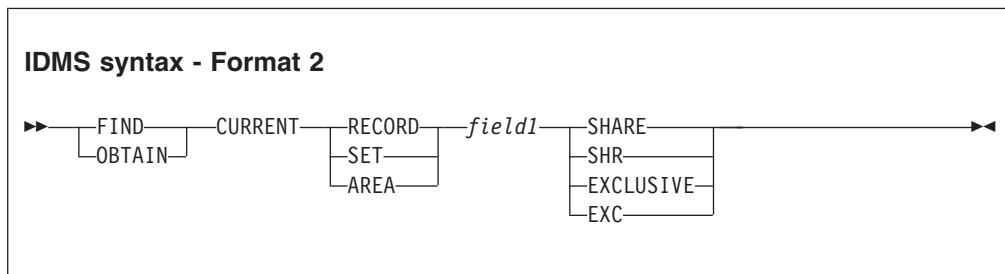 IDMS syntax - Format 2
FIND CURRENT RECORD field1 SHARE
OBTAIN SET SHR
AREA EXCLUSIVE
EXC